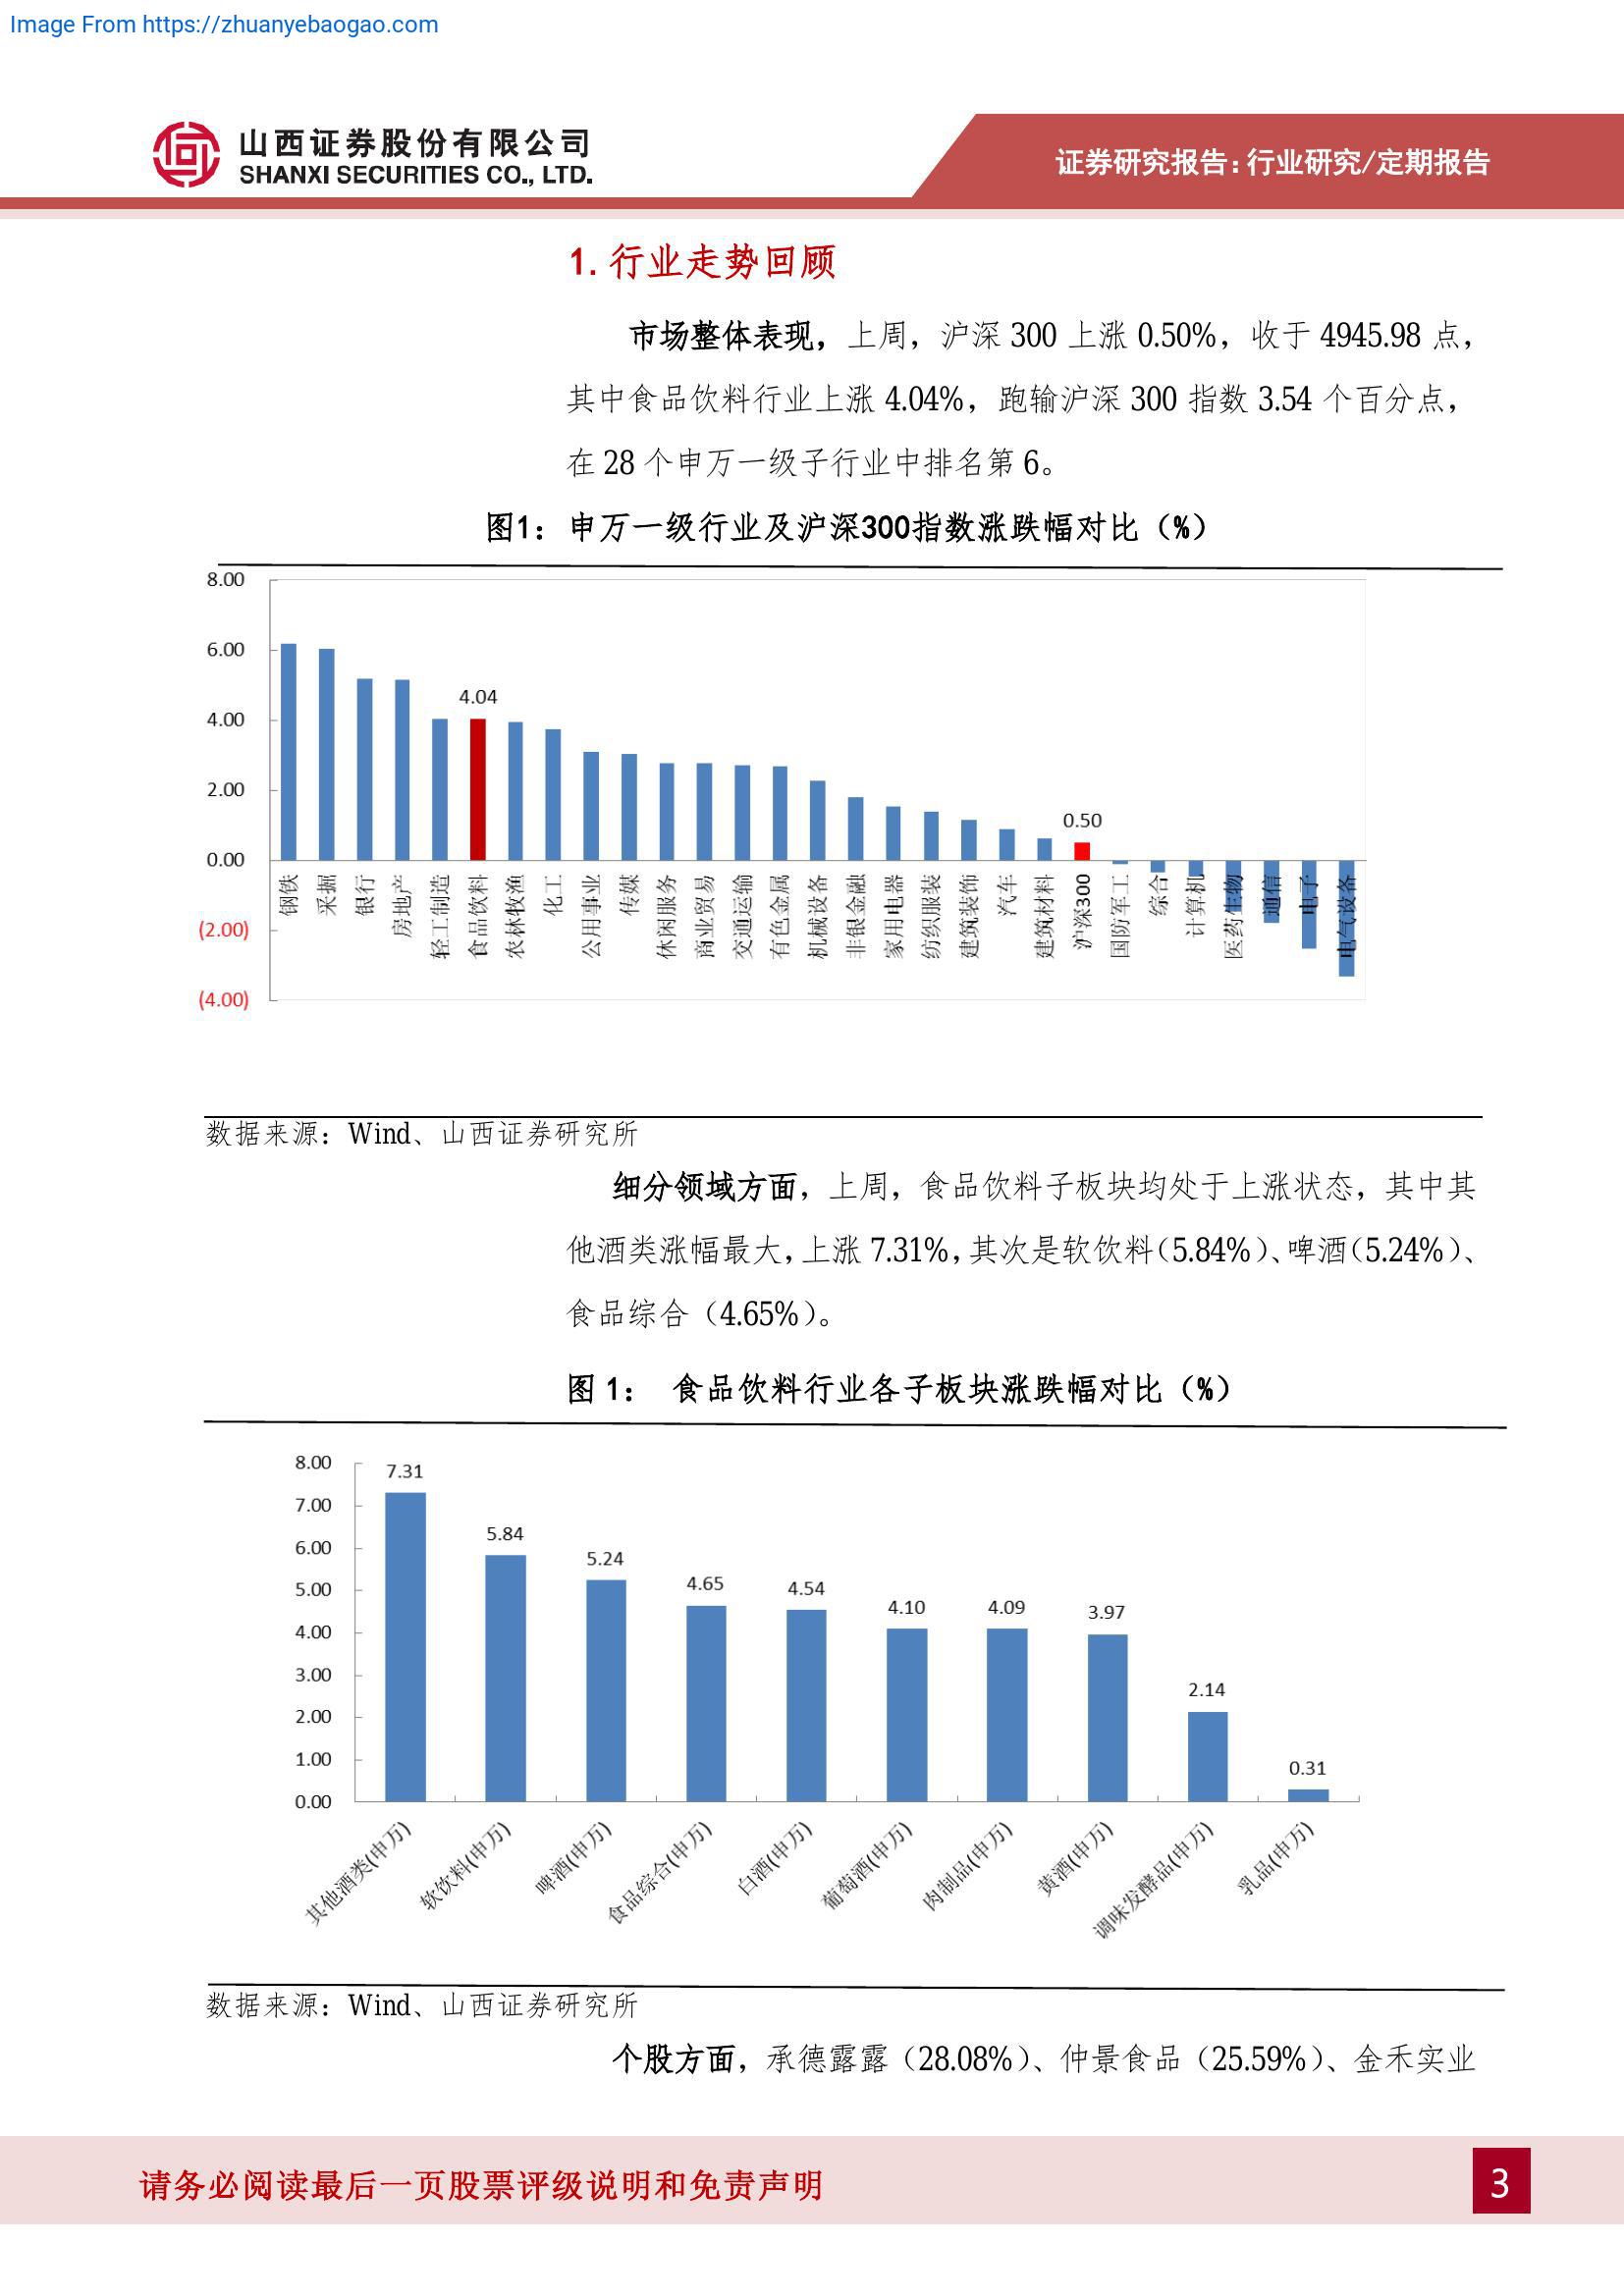 Image From https://zhuanyebaogao.com
山西证券股份有限公司
SHANXI SECURITIES CO., LTD.
证券研究报告:行业研究/定期报告
1.行业走势回顾
市场整体表现，上周，沪深 300 上涨 0.50%，收于 4945.98 点，
其中食品饮料行业上涨 4.04%，跑输沪深 300 指数 3.54 个百分点，
在 28 个申万一级子行业中排名第 6。
图1：申万一级行业及沪深300指数涨跌幅对比（%）
8.00
6.00
4.00
2.00
0.00
(2.00)
(4.00)
4.04
0.50
钢铁
采掘
银行
房地产
轻工制造
食品饮料
农林牧渔
化工
公用事业
传媒
休闲服务
商业贸易
交通运输
有色金属
机械设备
非银金融
家用电器
纺织服装
建筑装饰
汽车
建筑材料
沪深300
国防军工
综合
计算机
医药生物
通信
电子
电气设备
数据来源：Wind、山西证券研究所
细分领域方面，上周，食品饮料子板块均处于上涨状态，其中其
他酒类涨幅最大，上涨 7.31%，其次是软饮料（5.84%）、啤酒（5.24%）、
食品综合（4.65%）。
图 1： 食品饮料行业各子板块涨跌幅对比（%）
8.00
7.00
6.00
5.00
4.00
3.00
2.00
1.00
0.00
7.31
5.84
5.24
4.65
4.54
4.10
4.09
3.97
2.14
0.31
其他酒类(申万)
软饮料(申万)
啤酒(申万)
食品综合(申万)
白酒(申万)
葡萄酒(申万)
肉制品(申万)
黄酒(申万)
调味发酵品(申万)
乳品(申万)
数据来源：Wind、山西证券研究所
个股方面，承德露露（28.08%）、仲景食品（25.59%）、金禾实业
请务必阅读最后一页股票评级说明和免责声明
3